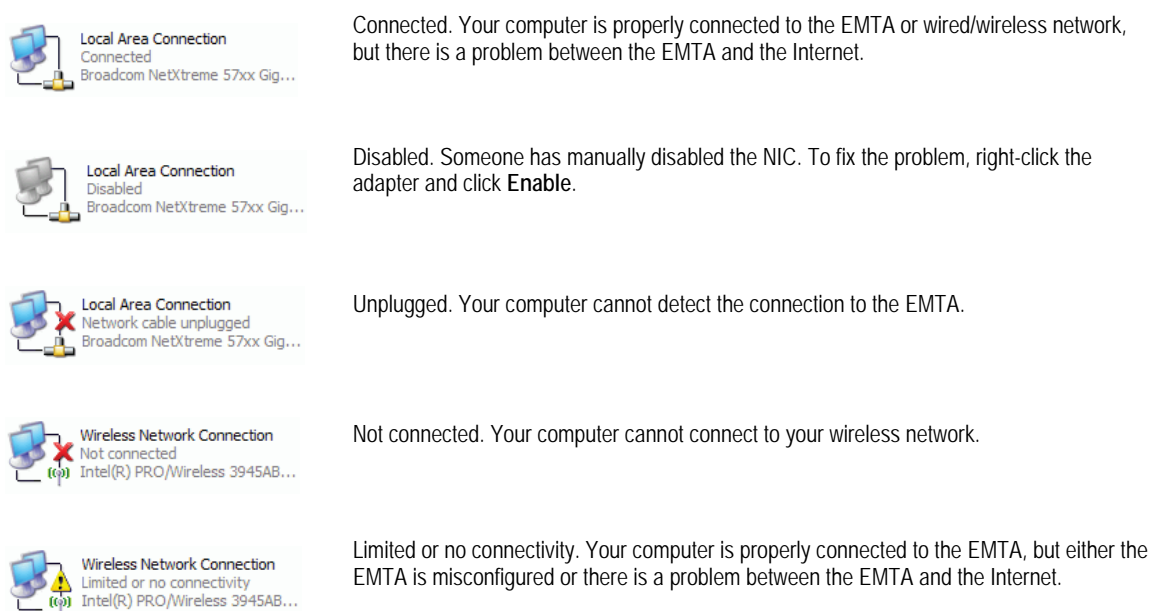 Local Area Connection
Connected
Broadcom NetXtreme 57xx Gig...
Connected. Your computer is properly connected to the EMTA or wired/wireless network,
but there is a problem between the EMTA and the Internet.
Local Area Connection
Disabled
Broadcom NetXtreme 57xx Gig...
Disabled. Someone has manually disabled the NIC. To fix the problem, right-click the
adapter and click Enable.
Local Area Connection
Network cable unplugged
Broadcom NetXtreme 57xx Gig...
Unplugged. Your computer cannot detect the connection to the EMTA.
Wireless Network Connection
Not connected
Intel(R) PRO/Wireless 3945AB...
Not connected. Your computer cannot connect to your wireless network.
Wireless Network Connection
Limited or no connectivity
Intel(R) PRO/Wireless 3945AB...
Limited or no connectivity. Your computer is properly connected to the EMTA, but either the
EMTA is misconfigured or there is a problem between the EMTA and the Internet.